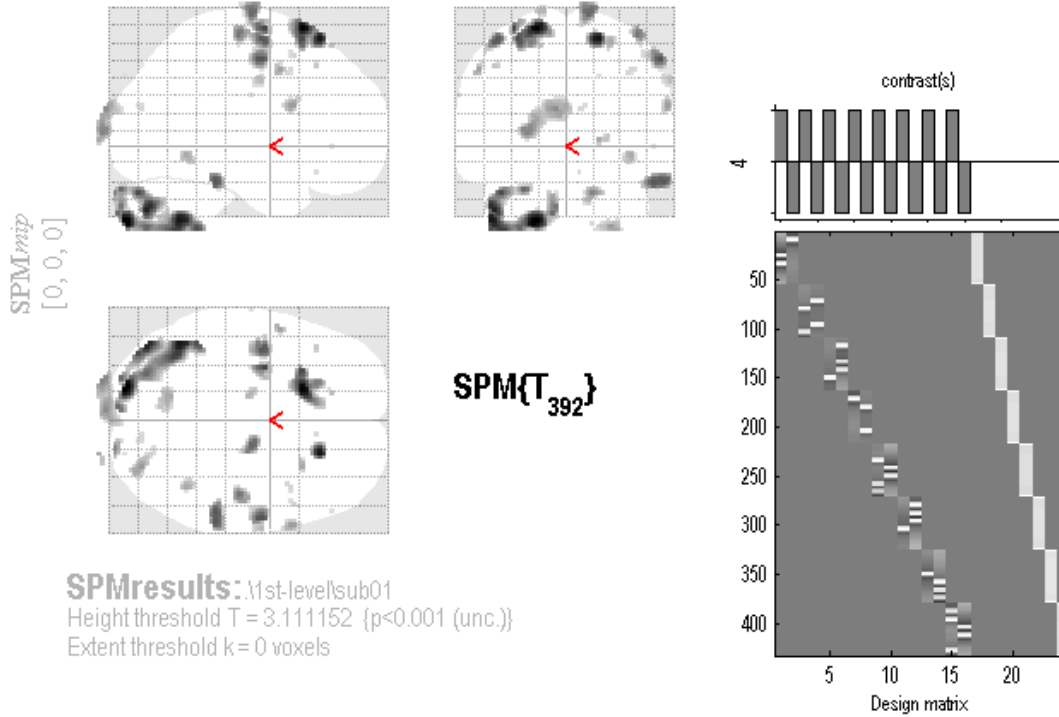 contrast(s)
4
SPMmip
[0, 0, 0]
SPM{T392}
50
100
150
200
250
300
350
400
5 10 15 20
Design matrix
SPMresults: .\1st-level\sub01
Height threshold T = 3.111152 {p<0.001 (unc.)}
Extent threshold k = 0 voxels